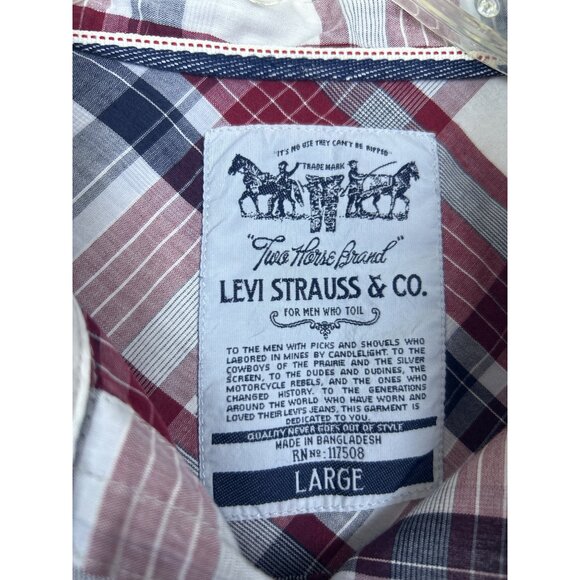 "IT'S NO USE THEY CAN'T BE RIPPED"
TRADE MARK
"Two Horse Brand"
LEVI STRAUSS & CO.
FOR MEN WHO TOIL
TO THE MEN WITH PICKS AND SHOVELS WHO
LABORED IN MINES BY CANDLELIGHT. TO THE
COWBOYS OF THE PRAIRIE AND THE SILVER
SCREEN, TO THE DUDES AND DUDINES, THE
MOTORCYCLE REBELS, AND THE ONES WHO
CHANGED HISTORY. TO THE GENERATIONS
AROUND THE WORLD WHO HAVE WORN AND
LOVED THEIR LEVI'S JEANS, THIS GARMENT IS
DEDICATED TO YOU.
QUALITY NEVER GOES OUT OF STYLE
MADE IN BANGLADESH
RN Nº: 117508
LARGE